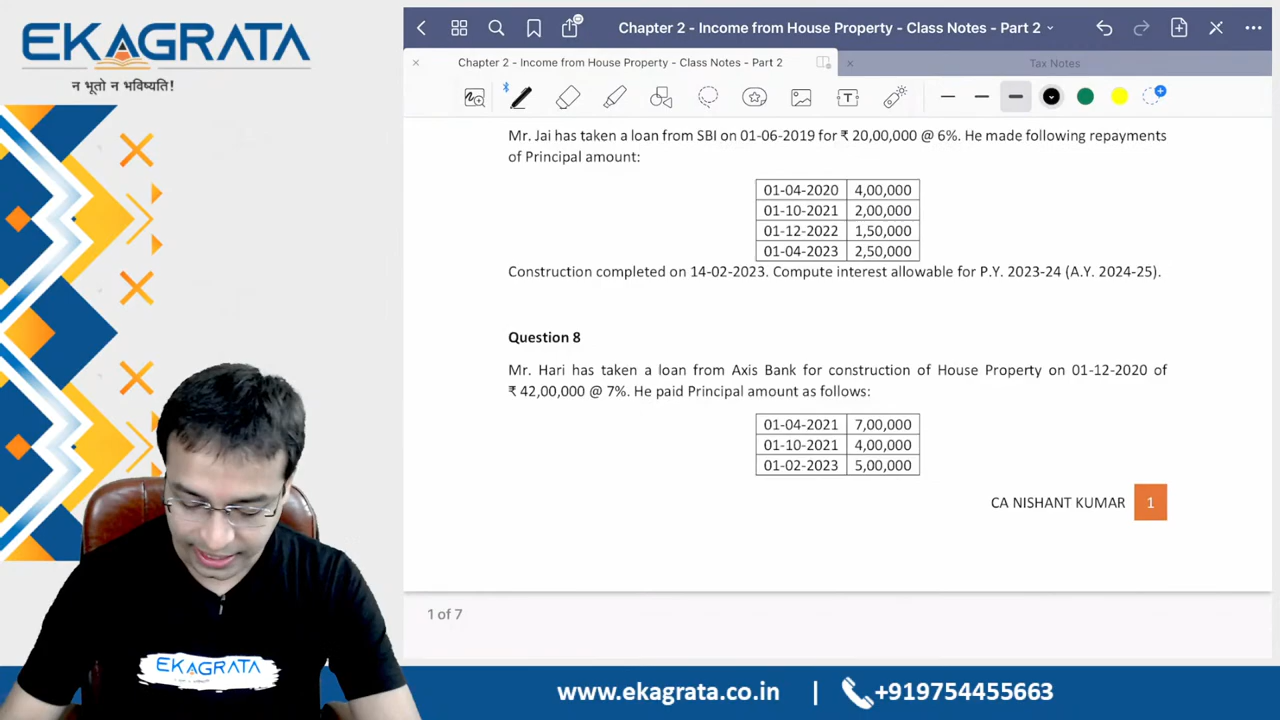 EKAGRATA
न भूतो न भविष्यति!
Chapter 2 - Income from House Property - Class Notes - Part 2
Chapter 2 - Income from House Property - Class Notes - Part 2
Tax Notes
Mr. Jai has taken a loan from SBI on 01-06-2019 for ₹ 20,00,000 @ 6%. He made following repayments
of Principal amount:
01-04-2020 4,00,000
01-10-2021 2,00,000
01-12-2022 1,50,000
01-04-2023 2,50,000
Construction completed on 14-02-2023. Compute interest allowable for P.Y. 2023-24 (A.Y. 2024-25).
Question 8
Mr. Hari has taken a loan from Axis Bank for construction of House Property on 01-12-2020 of
₹ 42,00,000 @ 7%. He paid Principal amount as follows:
01-04-2021 7,00,000
01-10-2021 4,00,000
01-02-2023 5,00,000
CA NISHANT KUMAR 1
1 of 7
EKAGRATA
www.ekagrata.co.in | +919754455663